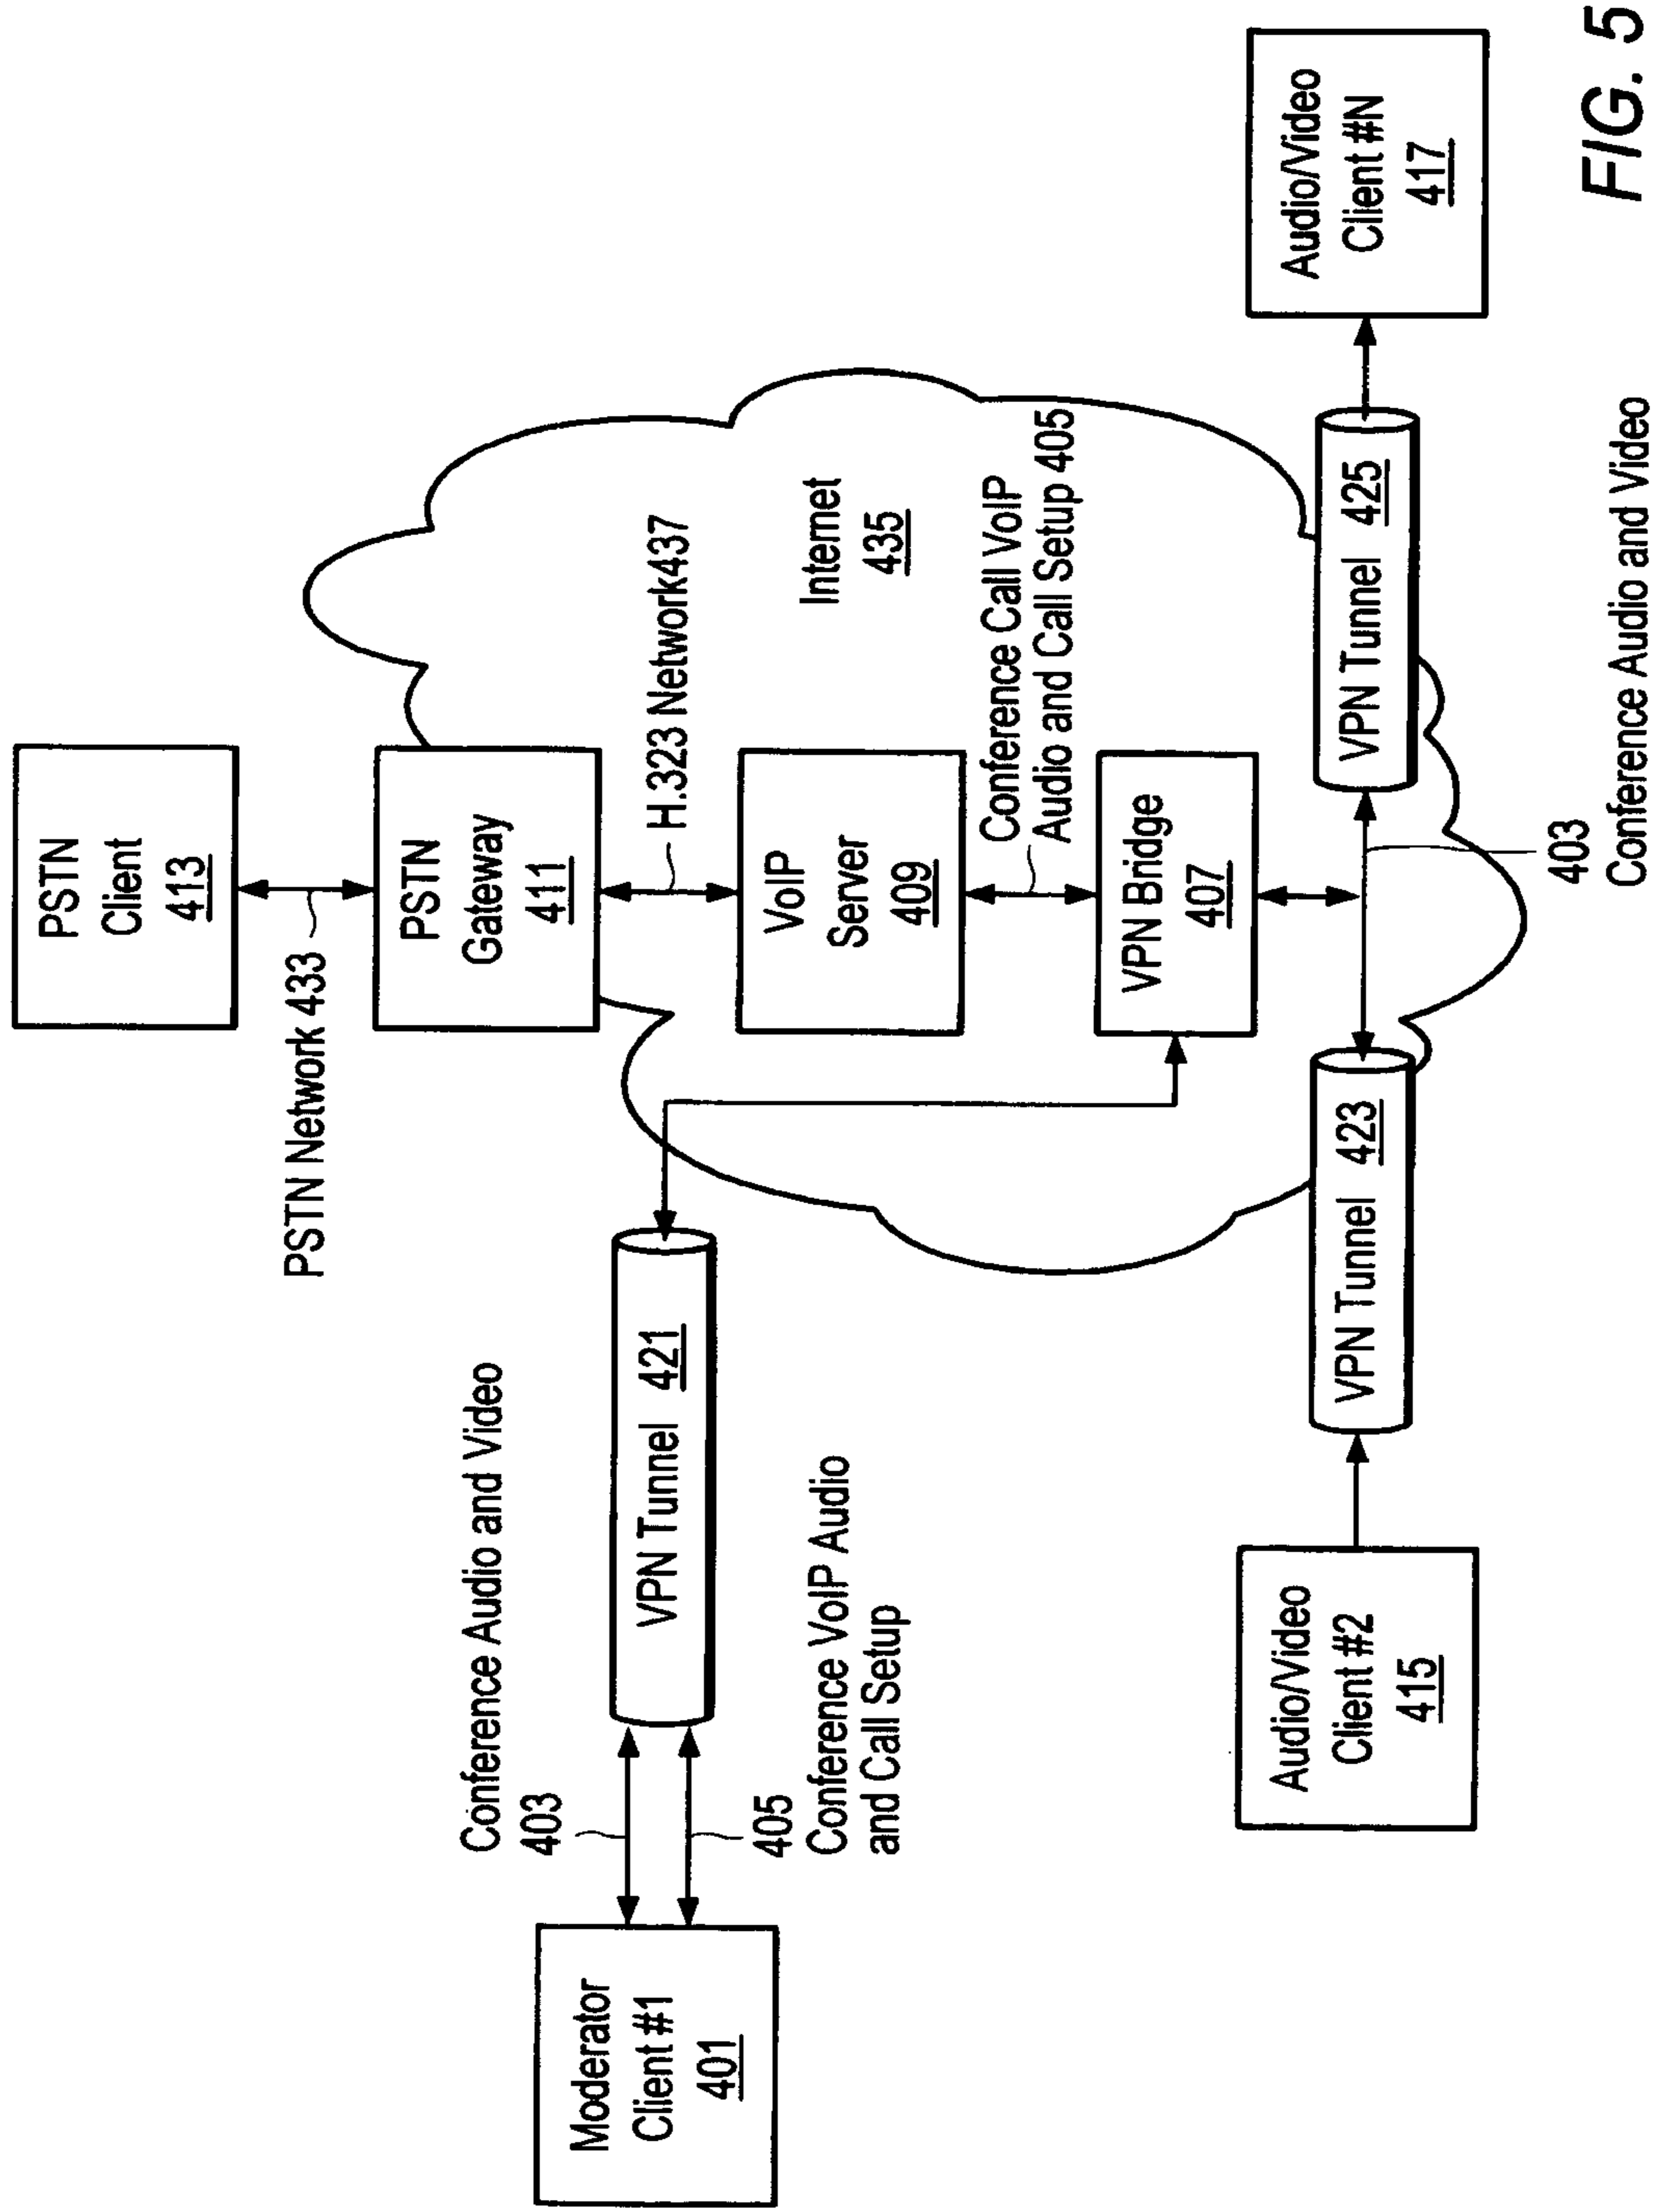 PSTN
Client
413
PSTN Network 433
PSTN
Gateway
411
H.323 Network437
VoIP
Server
409
Internet
435
Conference Call VoIP
Audio and Call Setup 405
VPN Bridge
407
Conference Audio and Video
403
Moderator
Client #1
401
VPN Tunnel 421
405
Conference VoIP Audio
and Call Setup
Audio/Video
Client #2
415
VPN Tunnel 423
VPN Tunnel 425
Audio/Video
Client #N
417
403
Conference Audio and Video
FIG. 5